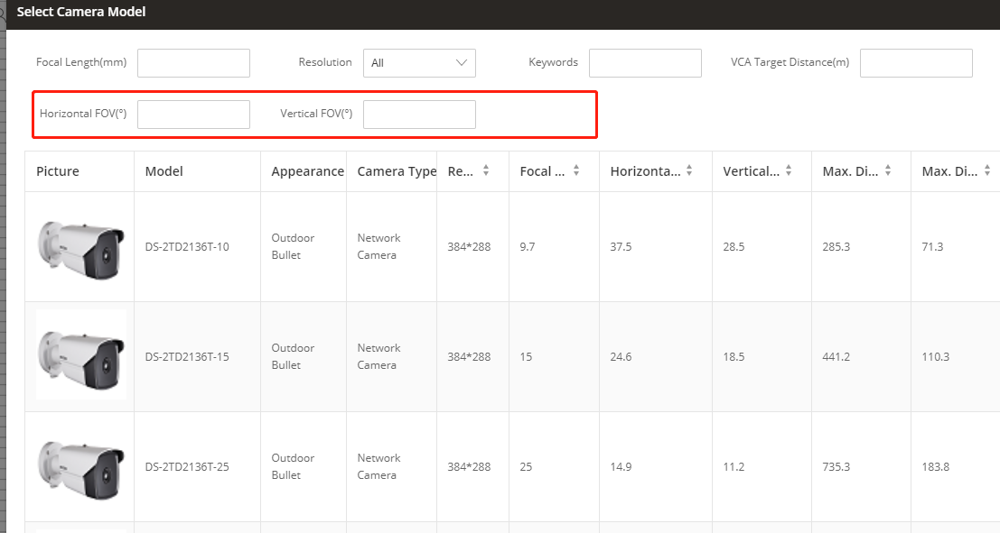 Select Camera Model
Focal Length(mm) Resolution All Keywords VCA Target Distance(m)
Horizontal FOV(°) Vertical FOV(°)
Picture Model Appearance Camera Type Re... Focal ... Horizonta... Vertical... Max. Di... Max. Di...
DS-2TD2136T-10 Outdoor Bullet Network Camera 384*288 9.7 37.5 28.5 285.3 71.3
DS-2TD2136T-15 Outdoor Bullet Network Camera 384*288 15 24.6 18.5 441.2 110.3
DS-2TD2136T-25 Outdoor Bullet Network Camera 384*288 25 14.9 11.2 735.3 183.8